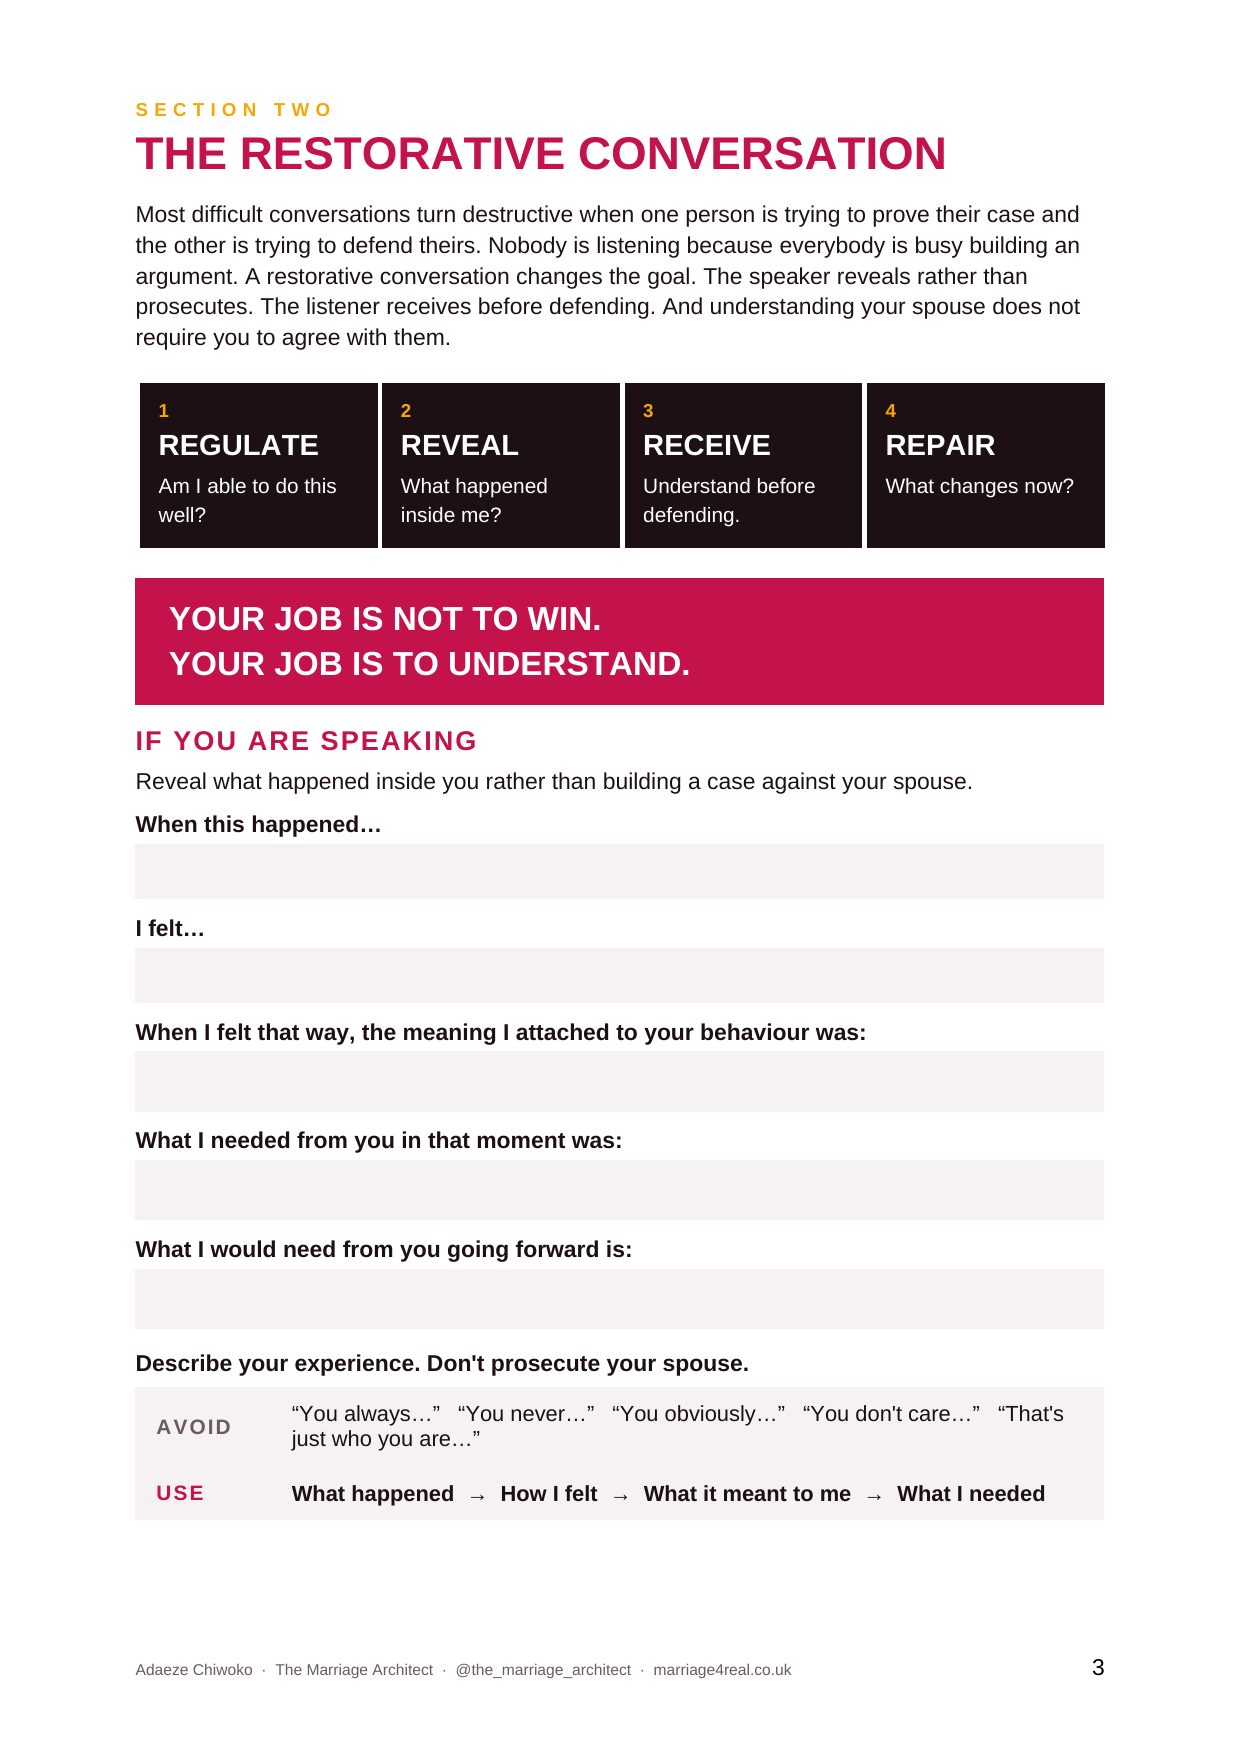 SECTION TWO
THE RESTORATIVE CONVERSATION
Most difficult conversations turn destructive when one person is trying to prove their case and
the other is trying to defend theirs. Nobody is listening because everybody is busy building an
argument. A restorative conversation changes the goal. The speaker reveals rather than
prosecutes. The listener receives before defending. And understanding your spouse does not
require you to agree with them.
1
REGULATE
Am I able to do this
well?
2
REVEAL
What happened
inside me?
3
RECEIVE
Understand before
defending.
4
REPAIR
What changes now?
YOUR JOB IS NOT TO WIN.
YOUR JOB IS TO UNDERSTAND.
IF YOU ARE SPEAKING
Reveal what happened inside you rather than building a case against your spouse.
When this happened…
I felt…
When I felt that way, the meaning I attached to your behaviour was:
What I needed from you in that moment was:
What I would need from you going forward is:
Describe your experience. Don't prosecute your spouse.
AVOID
“You always…” “You never…” “You obviously…” “You don't care…” “That's
just who you are…”
USE
What happened → How I felt → What it meant to me → What I needed
Adaeze Chiwoko · The Marriage Architect · @the_marriage_architect · marriage4real.co.uk
3